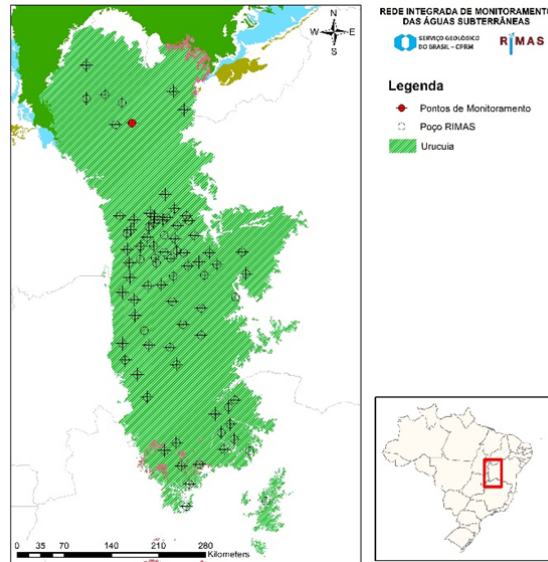 N
W E
S
REDE INTEGRADA DE MONITORAMENTO
DAS ÁGUAS SUBTERRÂNEAS
SERVIÇO GEOLÓGICO
DO BRASIL – CPRM
RIMAS
Legenda
Pontos de Monitoramento
Poço RIMAS
Urucuia
0 35 70 140 210 280
Kilometers